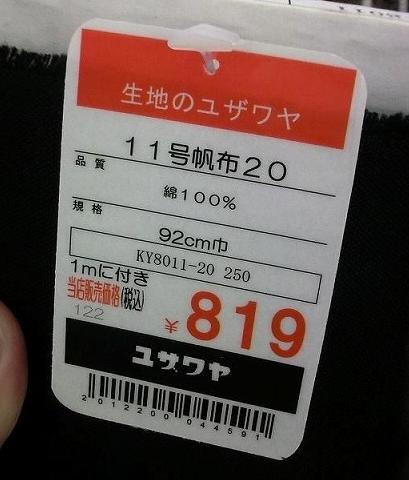 生地のユザワヤ
11号帆布20
品質
綿100%
規格
92cm巾
KY8011-20 250
1mに付き
当店販売価格(税込)
¥819
122
ユザワヤ
2012200044591